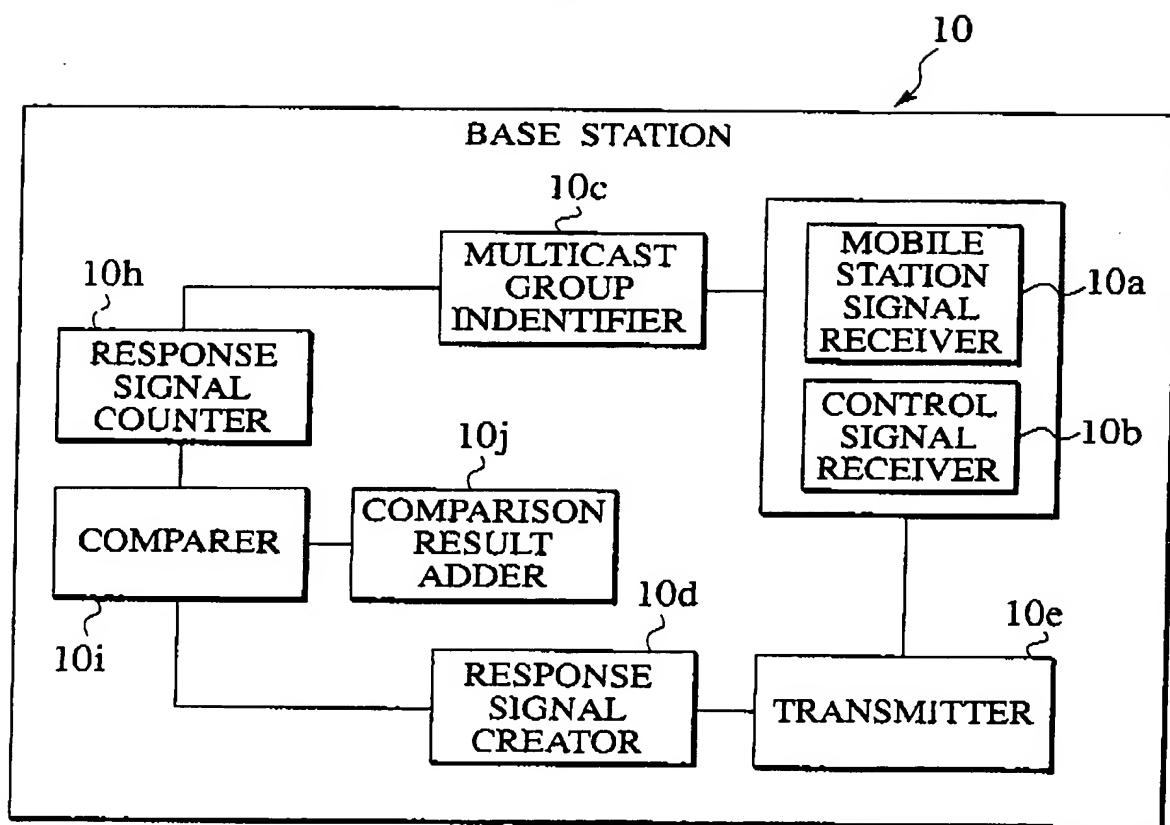 10
BASE STATION
10c
MULTICAST
GROUP
INDENTIFIER
MOBILE
STATION
SIGNAL
RECEIVER
10a
10h
RESPONSE
SIGNAL
COUNTER
CONTROL
SIGNAL
RECEIVER
10b
10j
COMPARER
COMPARISON
RESULT
ADDER
10i
10d
10e
RESPONSE
SIGNAL
CREATOR
TRANSMITTER